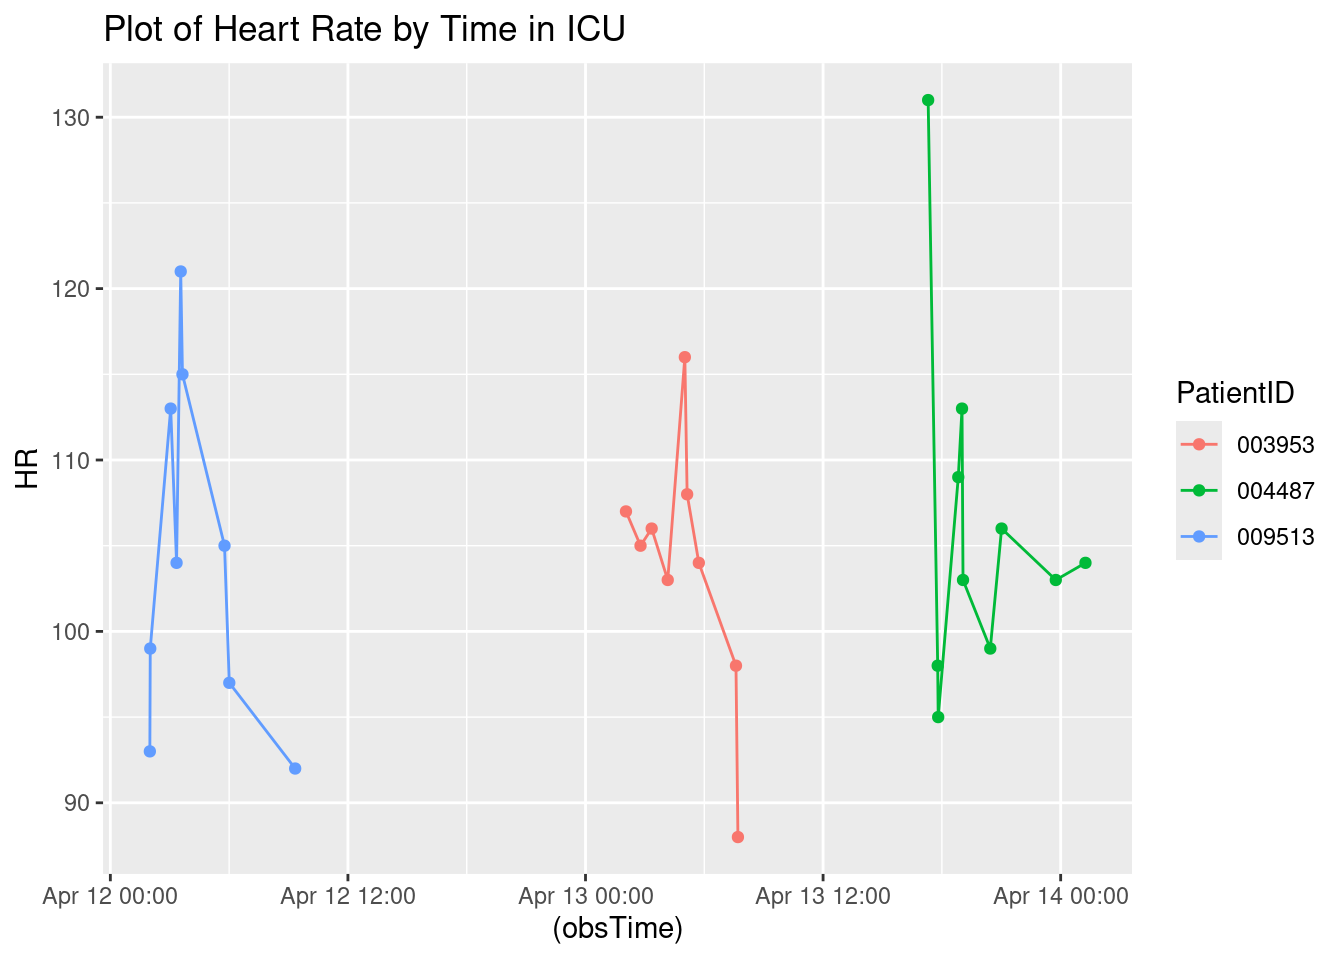 Plot of Heart Rate by Time in ICU
130
120
110
100
90
HR
Apr 12 00:00
Apr 12 12:00
Apr 13 00:00
Apr 13 12:00
Apr 14 00:00
(obsTime)
PatientID
003953
004487
009513